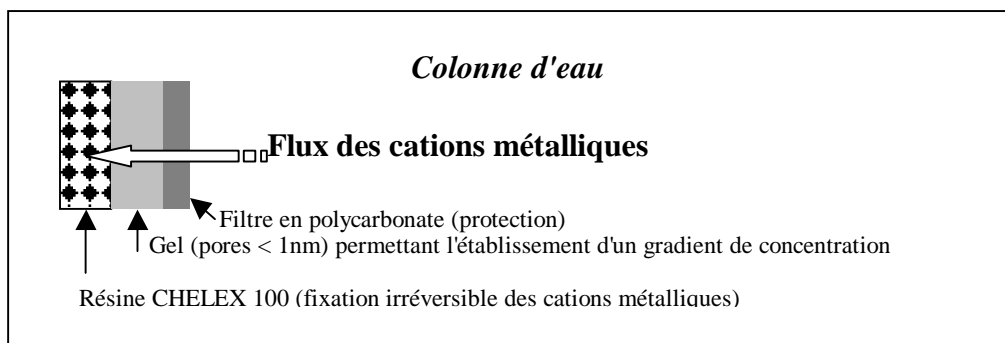 Colonne d'eau
Flux des cations métalliques
Filtre en polycarbonate (protection)
Gel (pores < 1nm) permettant l'établissement d'un gradient de concentration
Résine CHELEX 100 (fixation irréversible des cations métalliques)